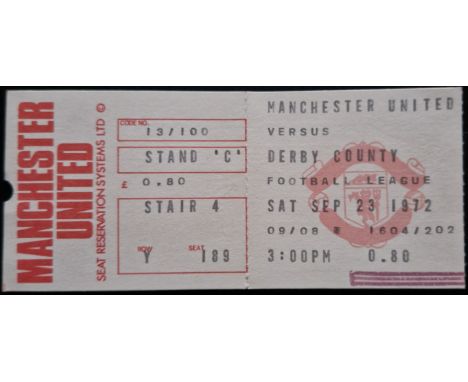 MANCHESTER
UNITED
SEAT RESERVATION SYSTEMS LTD ©
CODE NO.
13/100
STAND 'C'
£ 0.80
STAIR 4
ROW SEAT
Y 189
MANCHESTER UNITED
VERSUS
DERBY COUNTY
FOOTBALL LEAGUE
SAT SEP 23 1972
09/08 * 1604/202
3:00PM 0.80